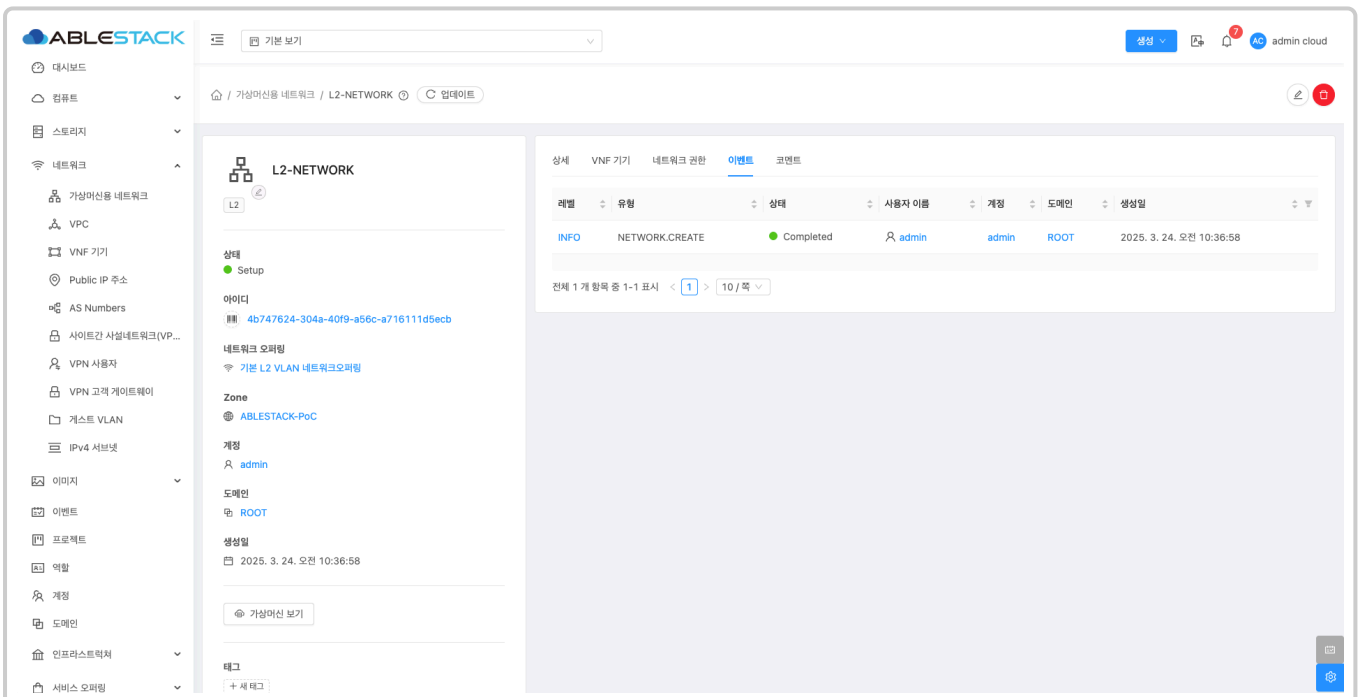 ABLESTACK
기본 보기
생성
7
AC
admin cloud
대시보드
컴퓨트
스토리지
네트워크
가상머신용 네트워크
VPC
VNF 기기
Public IP 주소
AS Numbers
사이트간 사설네트워크(VP...
VPN 사용자
VPN 고객 게이트웨이
게스트 VLAN
IPv4 서브넷
이미지
이벤트
프로젝트
역할
계정
도메인
인프라스트럭쳐
서비스 오퍼링
/ 가상머신용 네트워크 / L2-NETWORK 업데이트
L2-NETWORK
L2
상태
Setup
아이디
4b747624-304a-40f9-a56c-a716111d5ecb
네트워크 오퍼링
기본 L2 VLAN 네트워크오퍼링
Zone
ABLESTACK-PoC
계정
admin
도메인
ROOT
생성일
2025. 3. 24. 오전 10:36:58
가상머신 보기
태그
+ 새 태그
상세 VNF 기기 네트워크 권한 이벤트 코멘트
레벨 유형 상태 사용자 이름 계정 도메인 생성일
INFO NETWORK.CREATE Completed admin admin ROOT 2025. 3. 24. 오전 10:36:58
전체 1 개 항목 중 1-1 표시 < 1 > 10 / 쪽